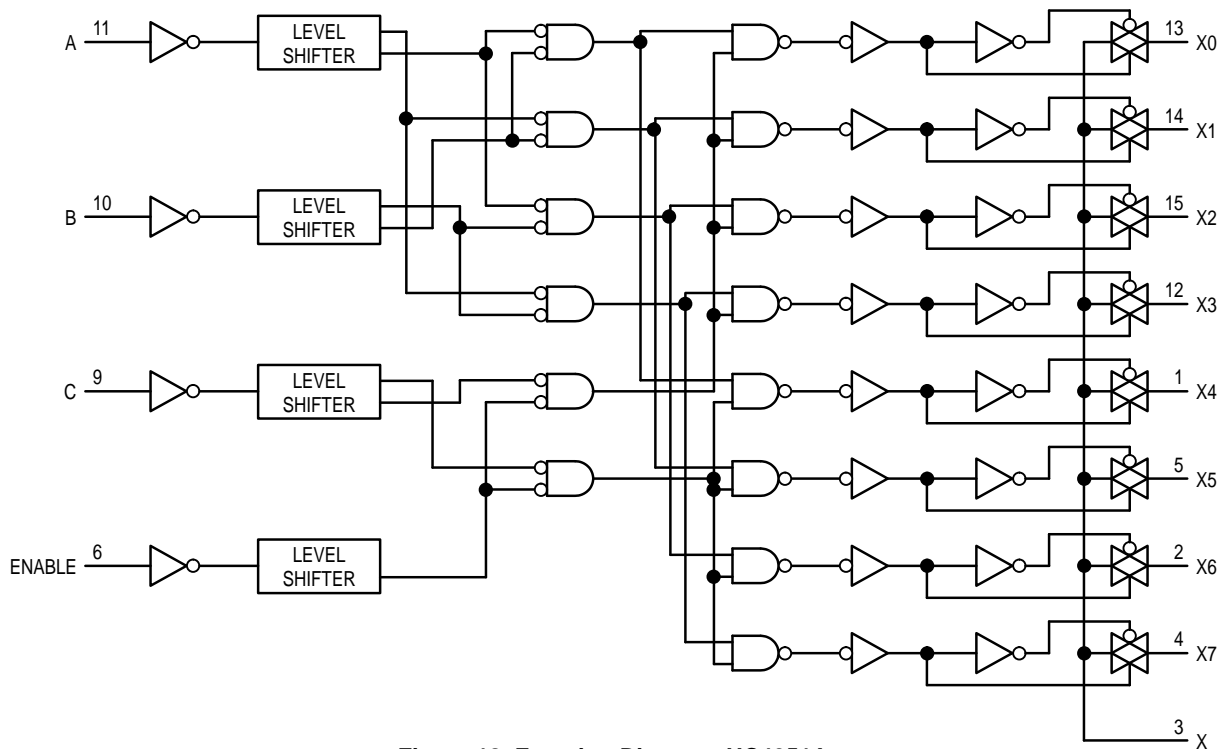 A 11 LEVEL SHIFTER 13 X0
14 X1
B 10 LEVEL SHIFTER 15 X2
12 X3
C 9 LEVEL SHIFTER 1 X4
5 X5
ENABLE 6 LEVEL SHIFTER 2 X6
4 X7
3 X